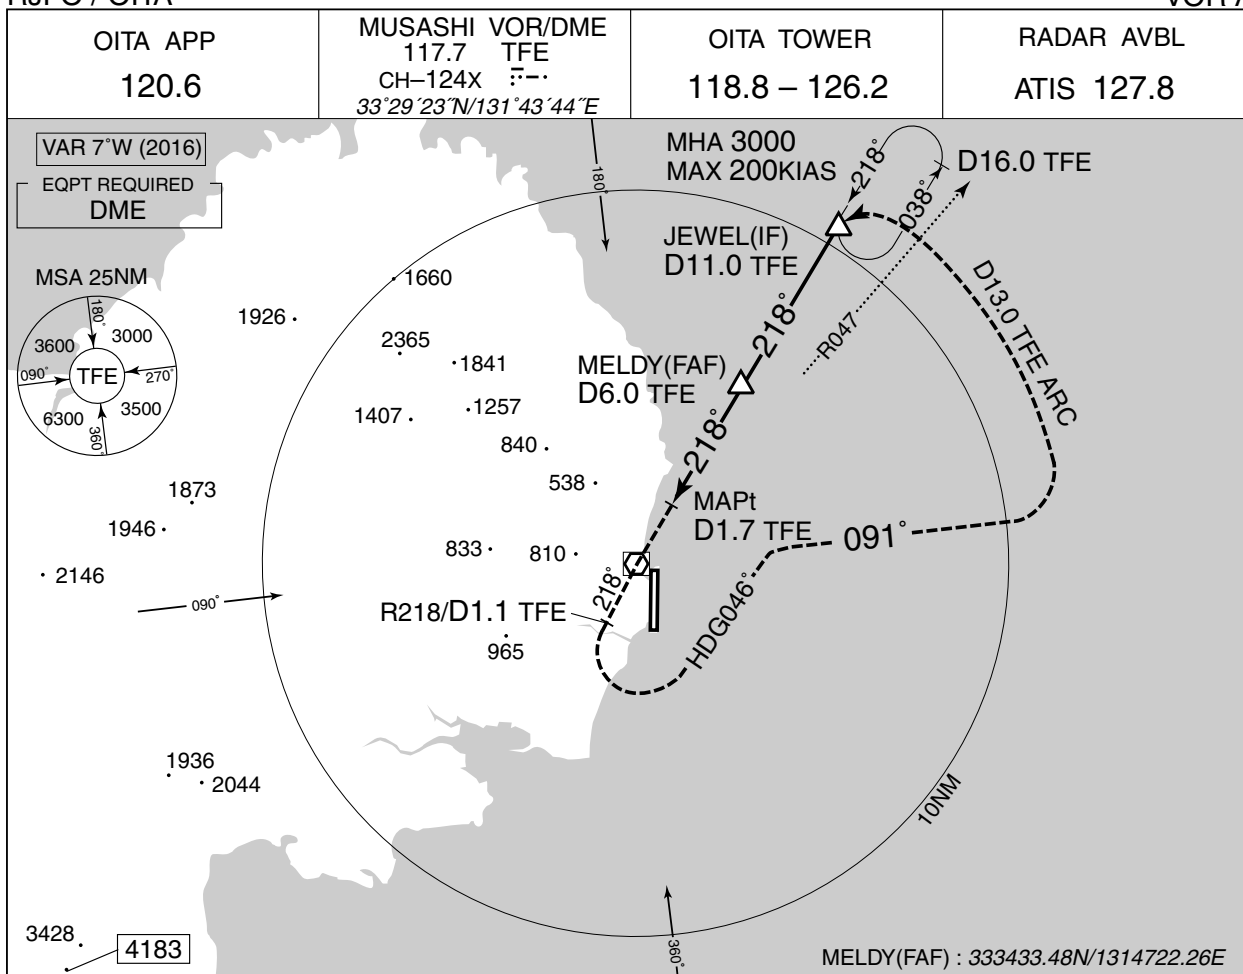 OITA APP
120.6
MUSASHI VOR/DME
117.7 TFE
CH–124X
33°29´23˝N/131°43´44˝E
OITA TOWER
118.8 – 126.2
RADAR AVBL
ATIS 127.8
VAR 7°W (2016)
EQPT REQUIRED
DME
MSA 25NM
180°
3600
3000
090°
TFE
270°
6300
3500
360°
180°
MHA 3000
MAX 200KIAS
218°
038°
D16.0 TFE
JEWEL(IF)
D11.0 TFE
218°
R047
D13.0 TFE ARC
MELDY(FAF)
D6.0 TFE
218°
MAPt
D1.7 TFE
091°
HDG046°
218°
R218/D1.1 TFE
1660
1926
2365
1841
1257
1407
840
538
1873
1946
833
810
2146
090°
965
1936
2044
10NM
3428
4183
360°
MELDY(FAF) : 333433.48N/1314722.26E